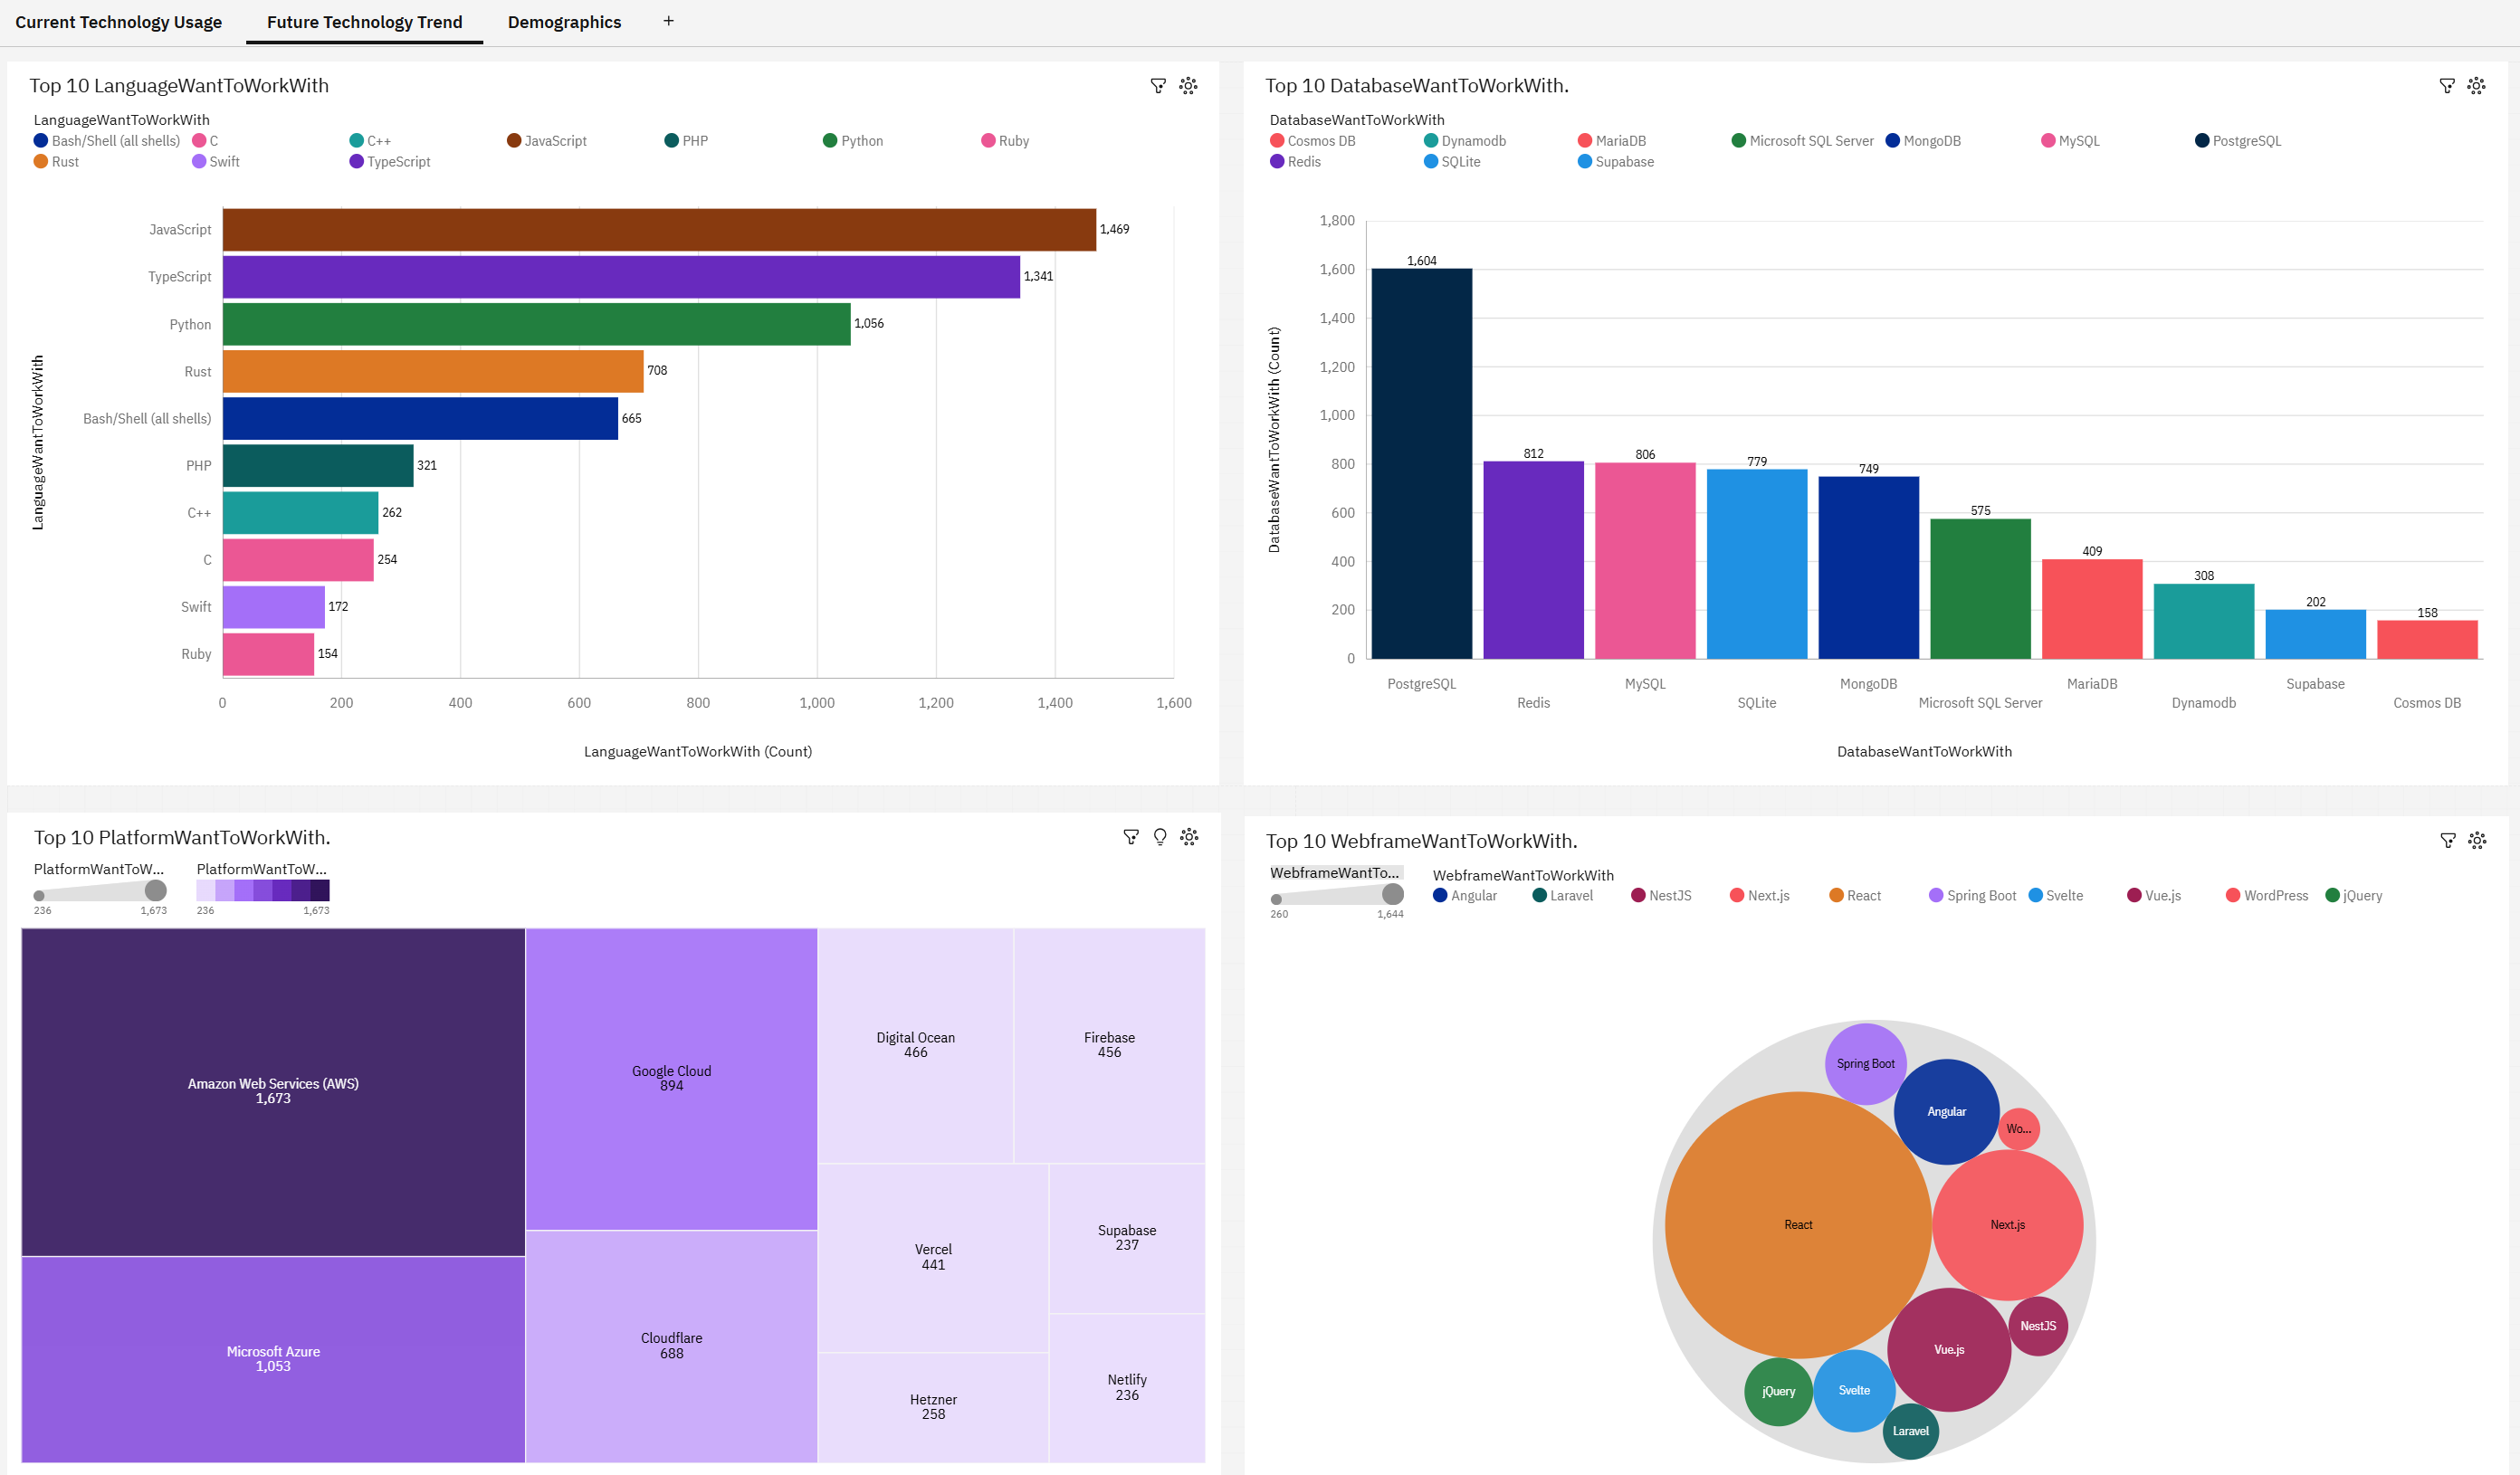 Current Technology Usage Future Technology Trend Demographics +
Top 10 LanguageWantToWorkWith
LanguageWantToWorkWith
Bash/Shell (all shells) C C++ JavaScript PHP Python Ruby
Rust Swift TypeScript
LanguageWantToWorkWith
JavaScript 1,469
TypeScript 1,341
Python 1,056
Rust 708
Bash/Shell (all shells) 665
PHP 321
C++ 262
C 254
Swift 172
Ruby 154
0 200 400 600 800 1,000 1,200 1,400 1,600
LanguageWantToWorkWith (Count)
Top 10 DatabaseWantToWorkWith.
DatabaseWantToWorkWith
Cosmos DB Dynamodb MariaDB Microsoft SQL Server MongoDB MySQL PostgreSQL
Redis SQLite Supabase
DatabaseWantToWorkWith (Count)
1,800
1,600
1,400
1,200
1,000
800
600
400
200
0
1,604 812 806 779 749 575 409 308 202 158
PostgreSQL Redis MySQL SQLite MongoDB Microsoft SQL Server MariaDB Dynamodb Supabase Cosmos DB
DatabaseWantToWorkWith
Top 10 PlatformWantToWorkWith.
PlatformWantToW... PlatformWantToW...
236 1,673 236 1,673
Amazon Web Services (AWS)
1,673
Microsoft Azure
1,053
Google Cloud
894
Cloudflare
688
Digital Ocean
466
Firebase
456
Vercel
441
Hetzner
258
Supabase
237
Netlify
236
Top 10 WebframeWantToWorkWith.
WebframeWantTo...
260 1,644
WebframeWantToWorkWith
Angular Laravel NestJS Next.js React Spring Boot Svelte Vue.js WordPress jQuery
Spring Boot
Angular
Wo...
React
Next.js
NestJS
Vue.js
jQuery
Svelte
Laravel